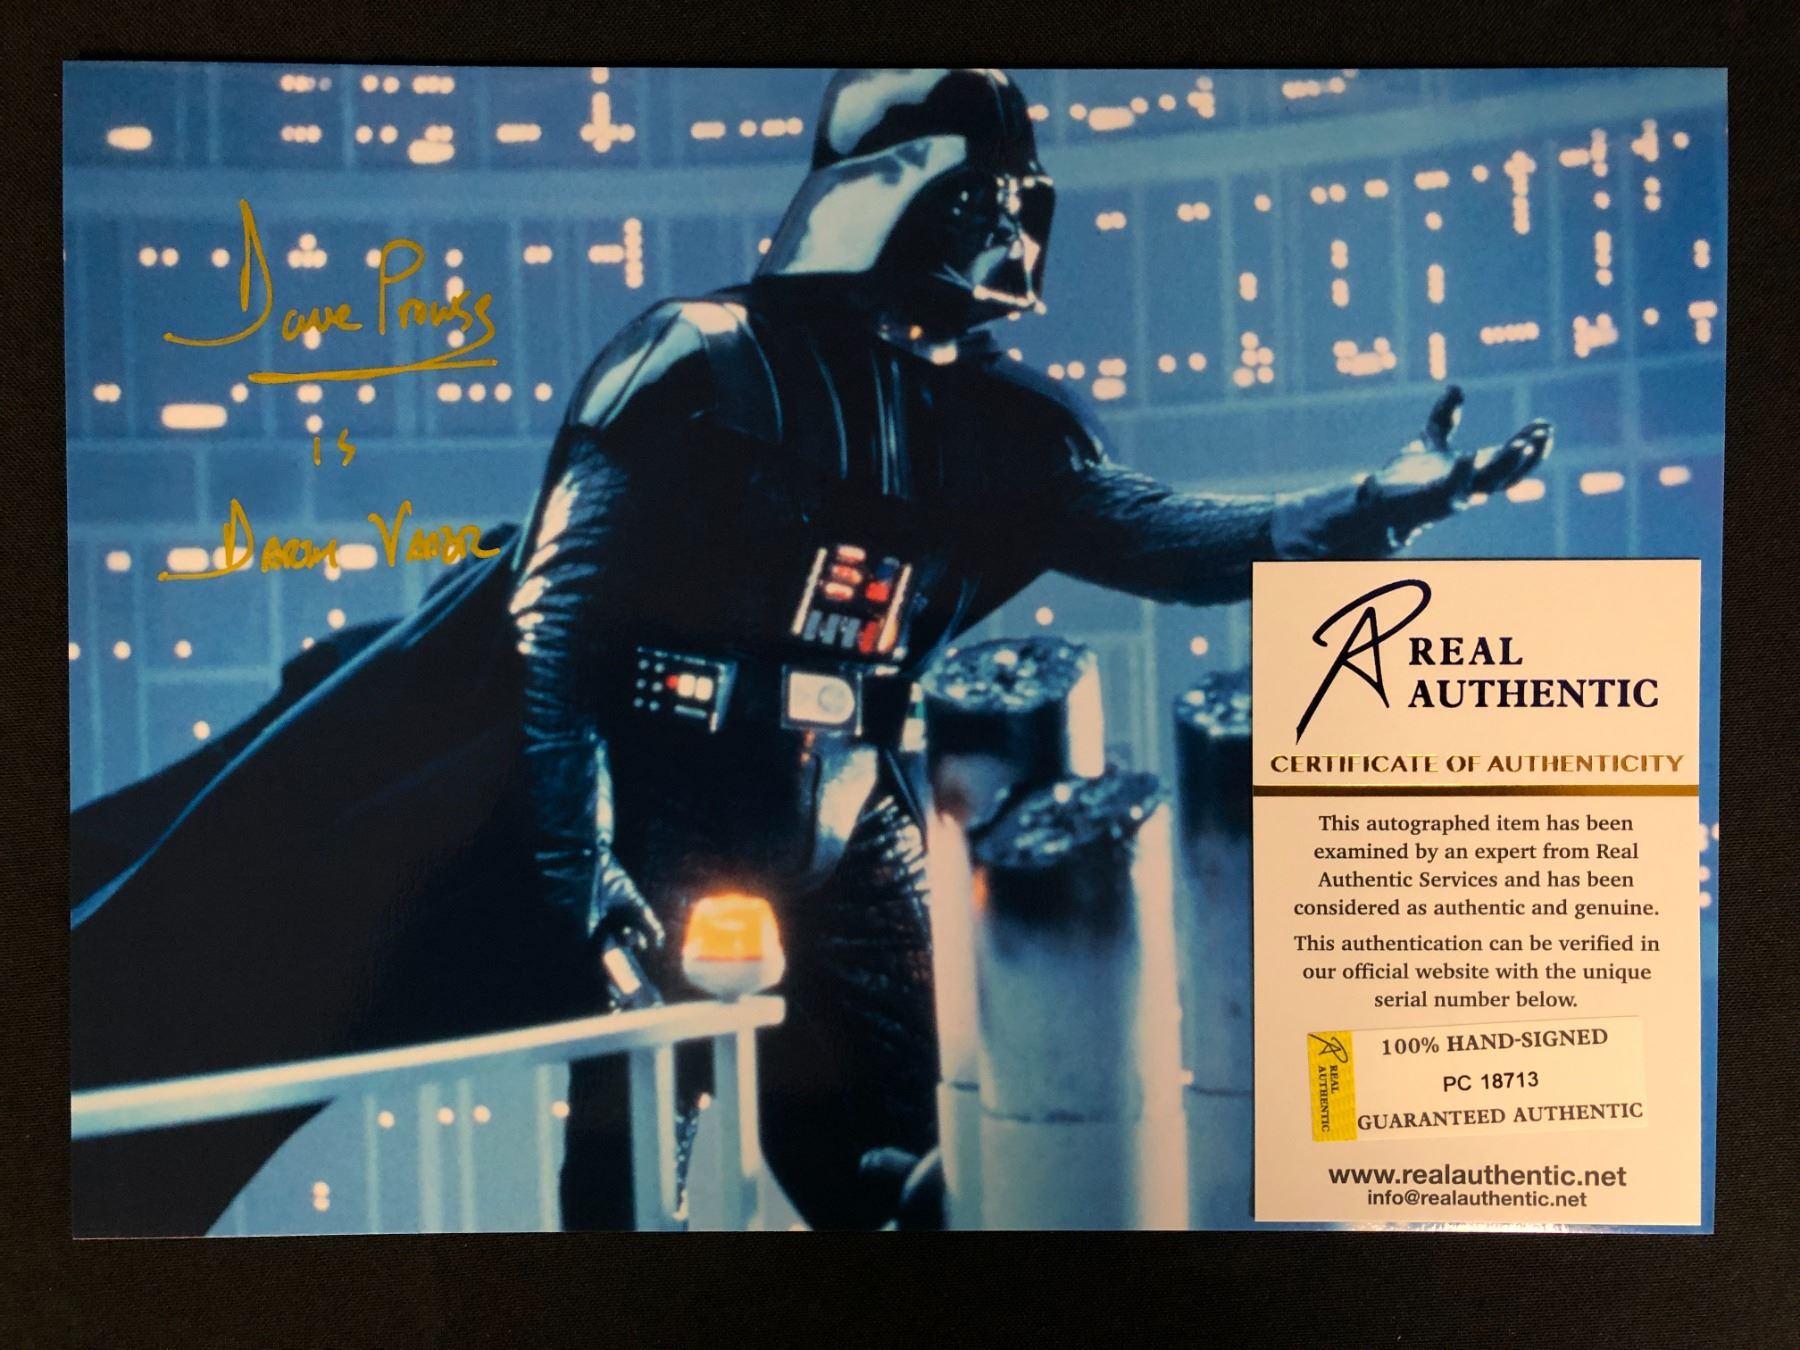 Dave Prowse
is
DARTH VADER
REAL
AUTHENTIC
CERTIFICATE OF AUTHENTICITY
This autographed item has been
examined by an expert from Real
Authentic Services and has been
considered as authentic and genuine.
This authentication can be verified in
our official website with the unique
serial number below.
REAL
AUTHENTIC
100% HAND-SIGNED
PC 18713
GUARANTEED AUTHENTIC
www.realauthentic.net
info@realauthentic.net